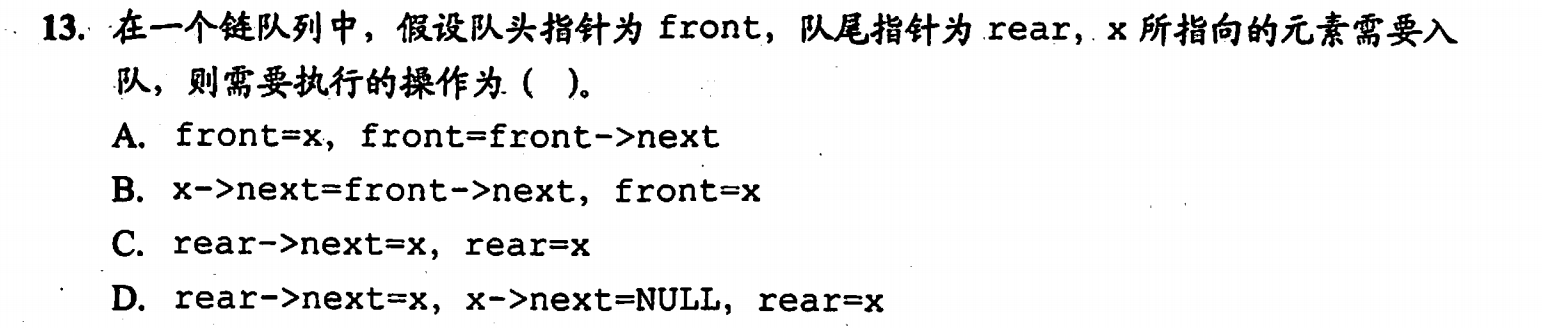 13. 在一个链队列中，假设队头指针为 front，队尾指针为 rear，x 所指向的元素需要入
队，则需要执行的操作为（ ）。
A. front=x, front=front->next
B. x->next=front->next, front=x
C. rear->next=x, rear=x
D. rear->next=x, x->next=NULL, rear=x